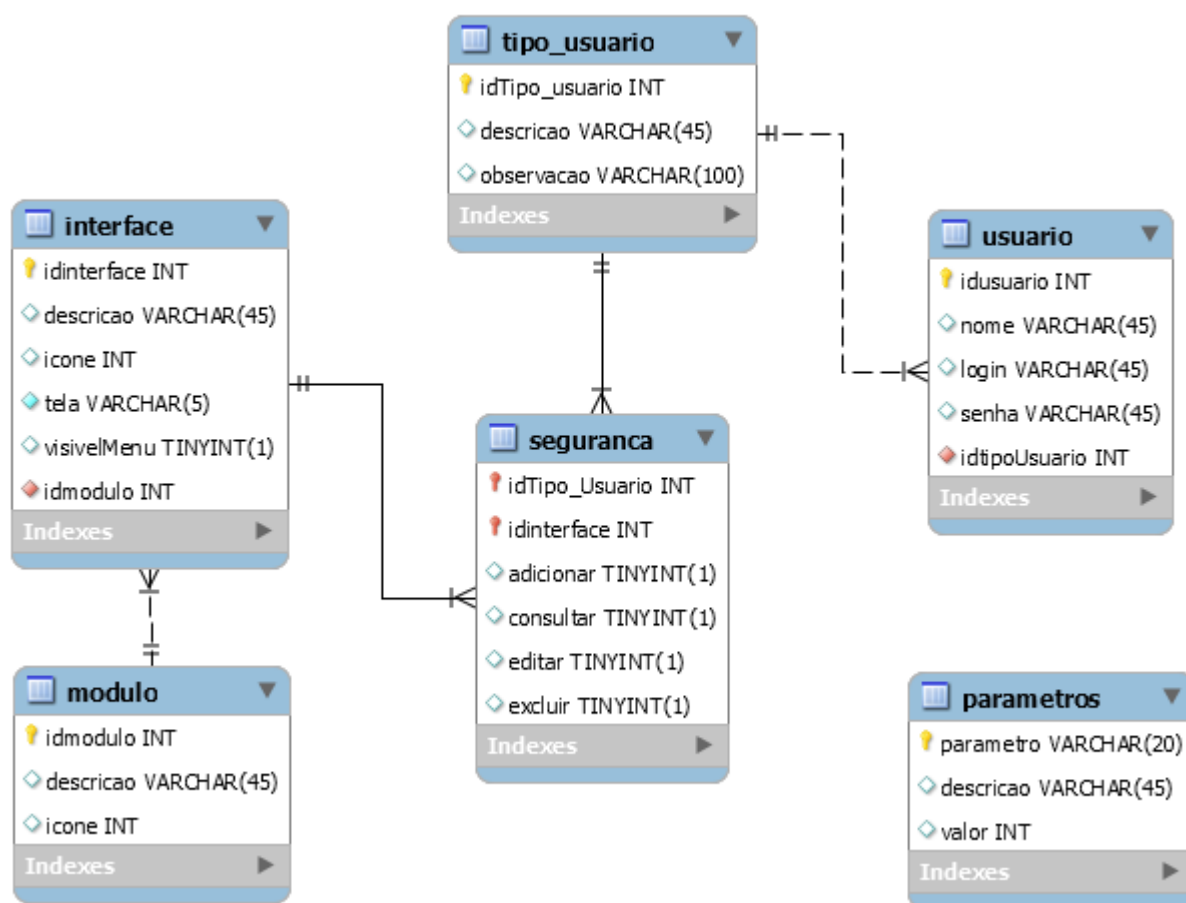 tipo_usuario
idTipo_usuario INT
descricao VARCHAR(45)
observacao VARCHAR(100)
Indexes
interface
idinterface INT
descricao VARCHAR(45)
icone INT
tela VARCHAR(5)
visivelMenu TINYINT(1)
idmodulo INT
Indexes
usuario
idusuario INT
nome VARCHAR(45)
login VARCHAR(45)
senha VARCHAR(45)
idtipoUsuario INT
Indexes
seguranca
idTipo_Usuario INT
idinterface INT
adicionar TINYINT(1)
consultar TINYINT(1)
editar TINYINT(1)
excluir TINYINT(1)
Indexes
modulo
idmodulo INT
descricao VARCHAR(45)
icone INT
Indexes
parametros
parametro VARCHAR(20)
descricao VARCHAR(45)
valor INT
Indexes